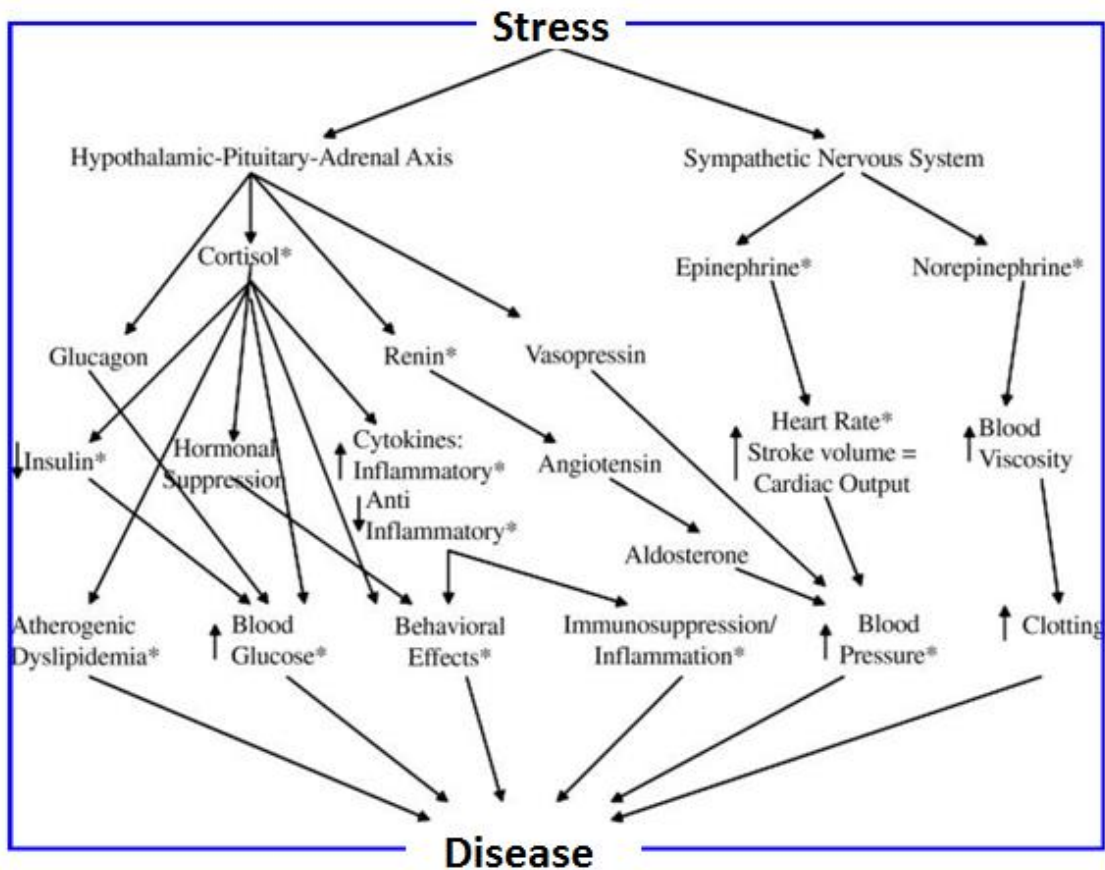 Stress
Hypothalamic-Pituitary-Adrenal Axis
Sympathetic Nervous System
Cortisol*
Epinephrine*
Norepinephrine*
Glucagon
Renin*
Vasopressin
↓Insulin*
Hormonal
Suppression
↑ Cytokines:
Inflammatory*
↓ Anti
Inflammatory*
Angiotensin
↑ Heart Rate*
Stroke volume =
Cardiac Output
↑ Blood
Viscosity
Aldosterone
Atherogenic
Dyslipidemia*
↑ Blood
Glucose*
Behavioral
Effects*
Immunosuppression/
Inflammation*
↑ Blood
Pressure*
↑ Clotting
Disease